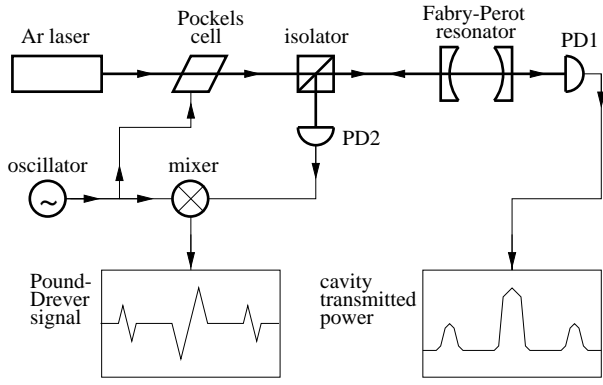 Ar laser
Pockels
cell
isolator
Fabry-Perot
resonator
PD1
PD2
oscillator
~
mixer
Pound-
Drever
signal
cavity
transmitted
power